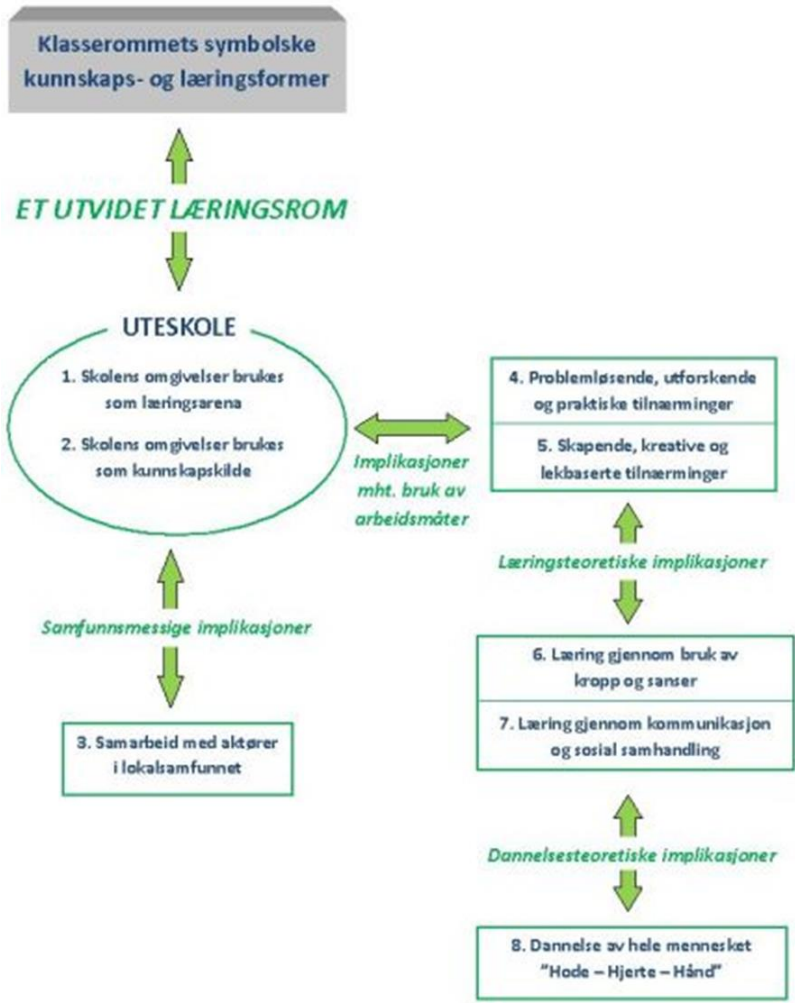 Klasserommets symbolske
kunnskaps- og læringsformer
ET UTVIDET LÆRINGSROM
UTESKOLE
1. Skolens omgivelser brukes
som læringsarena
2. Skolens omgivelser brukes
som kunnskapskilde
Implikasjoner
mht. bruk av
arbeidsmåter
4. Problemløsende, utforskende
og praktiske tilnærminger
5. Skapende, kreative og
lekbaserte tilnærminger
Samfunnsmessige implikasjoner
3. Samarbeid med aktører
i lokalsamfunnet
Læringsteoretiske implikasjoner
6. Læring gjennom bruk av
kropp og sanser
7. Læring gjennom kommunikasjon
og sosial samhandling
Dannelsesteoretiske implikasjoner
8. Dannelse av hele mennesket
"Hode – Hjerte – Hånd"